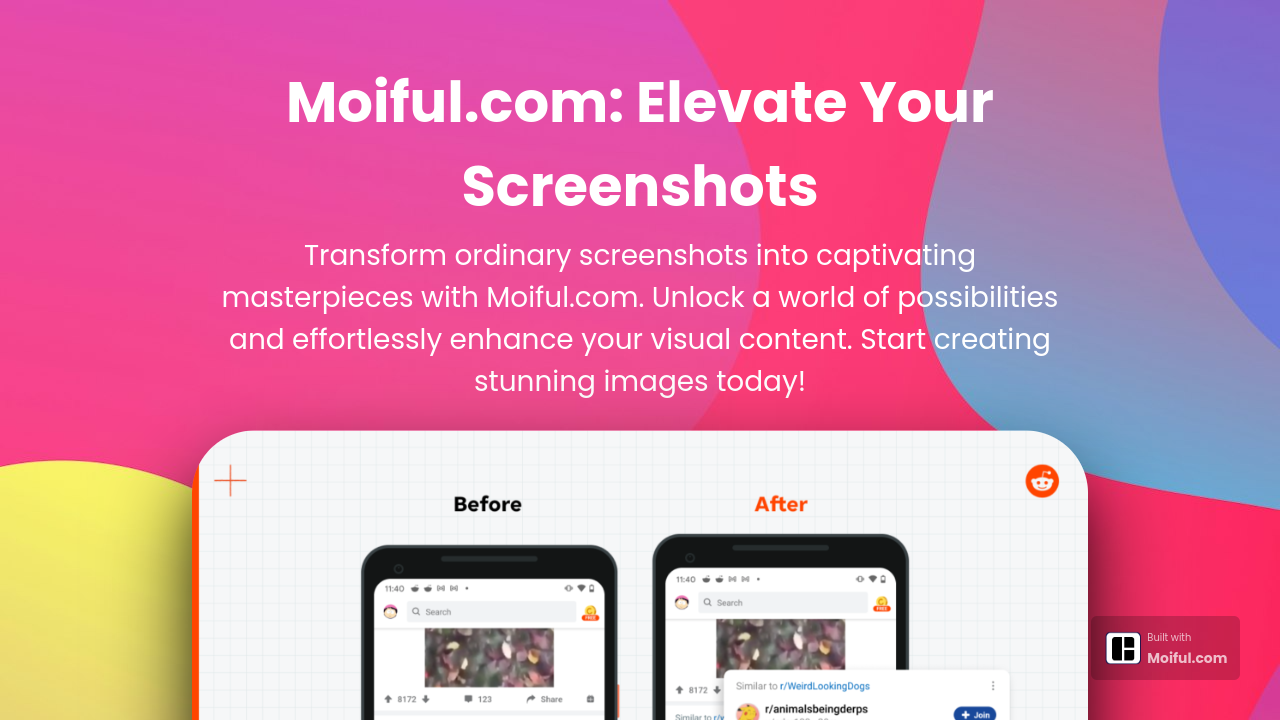 Moiful.com: Elevate Your
Screenshots
Transform ordinary screenshots into captivating
masterpieces with Moiful.com. Unlock a world of possibilities
and effortlessly enhance your visual content. Start creating
stunning images today!
Before
After
11:40
Search
FREE
8172
123
Share
11:40
Search
FREE
8172
Similar to r/WeirdLookingDogs
r/animalsbeingderps
Join
Similar to r/
Built with
Moiful.com